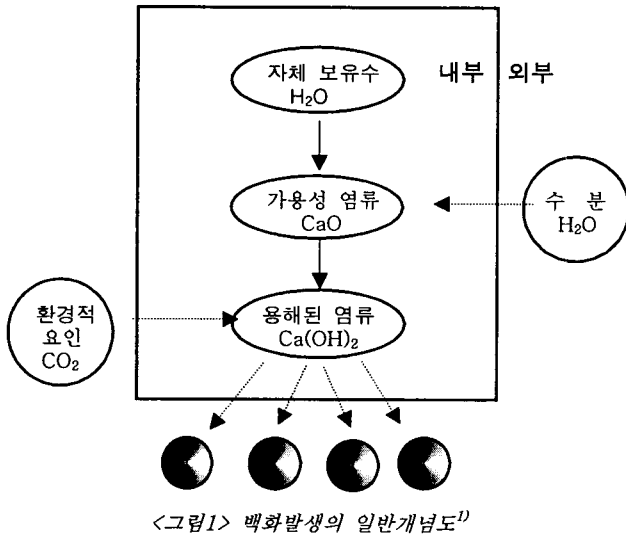 자체 보유수
H₂O
내부 외부
가용성 염류
CaO
수 분
H₂O
환경적
요인
CO₂
용해된 염류
Ca(OH)₂
<그림1> 백화발생의 일반개념도¹⁾